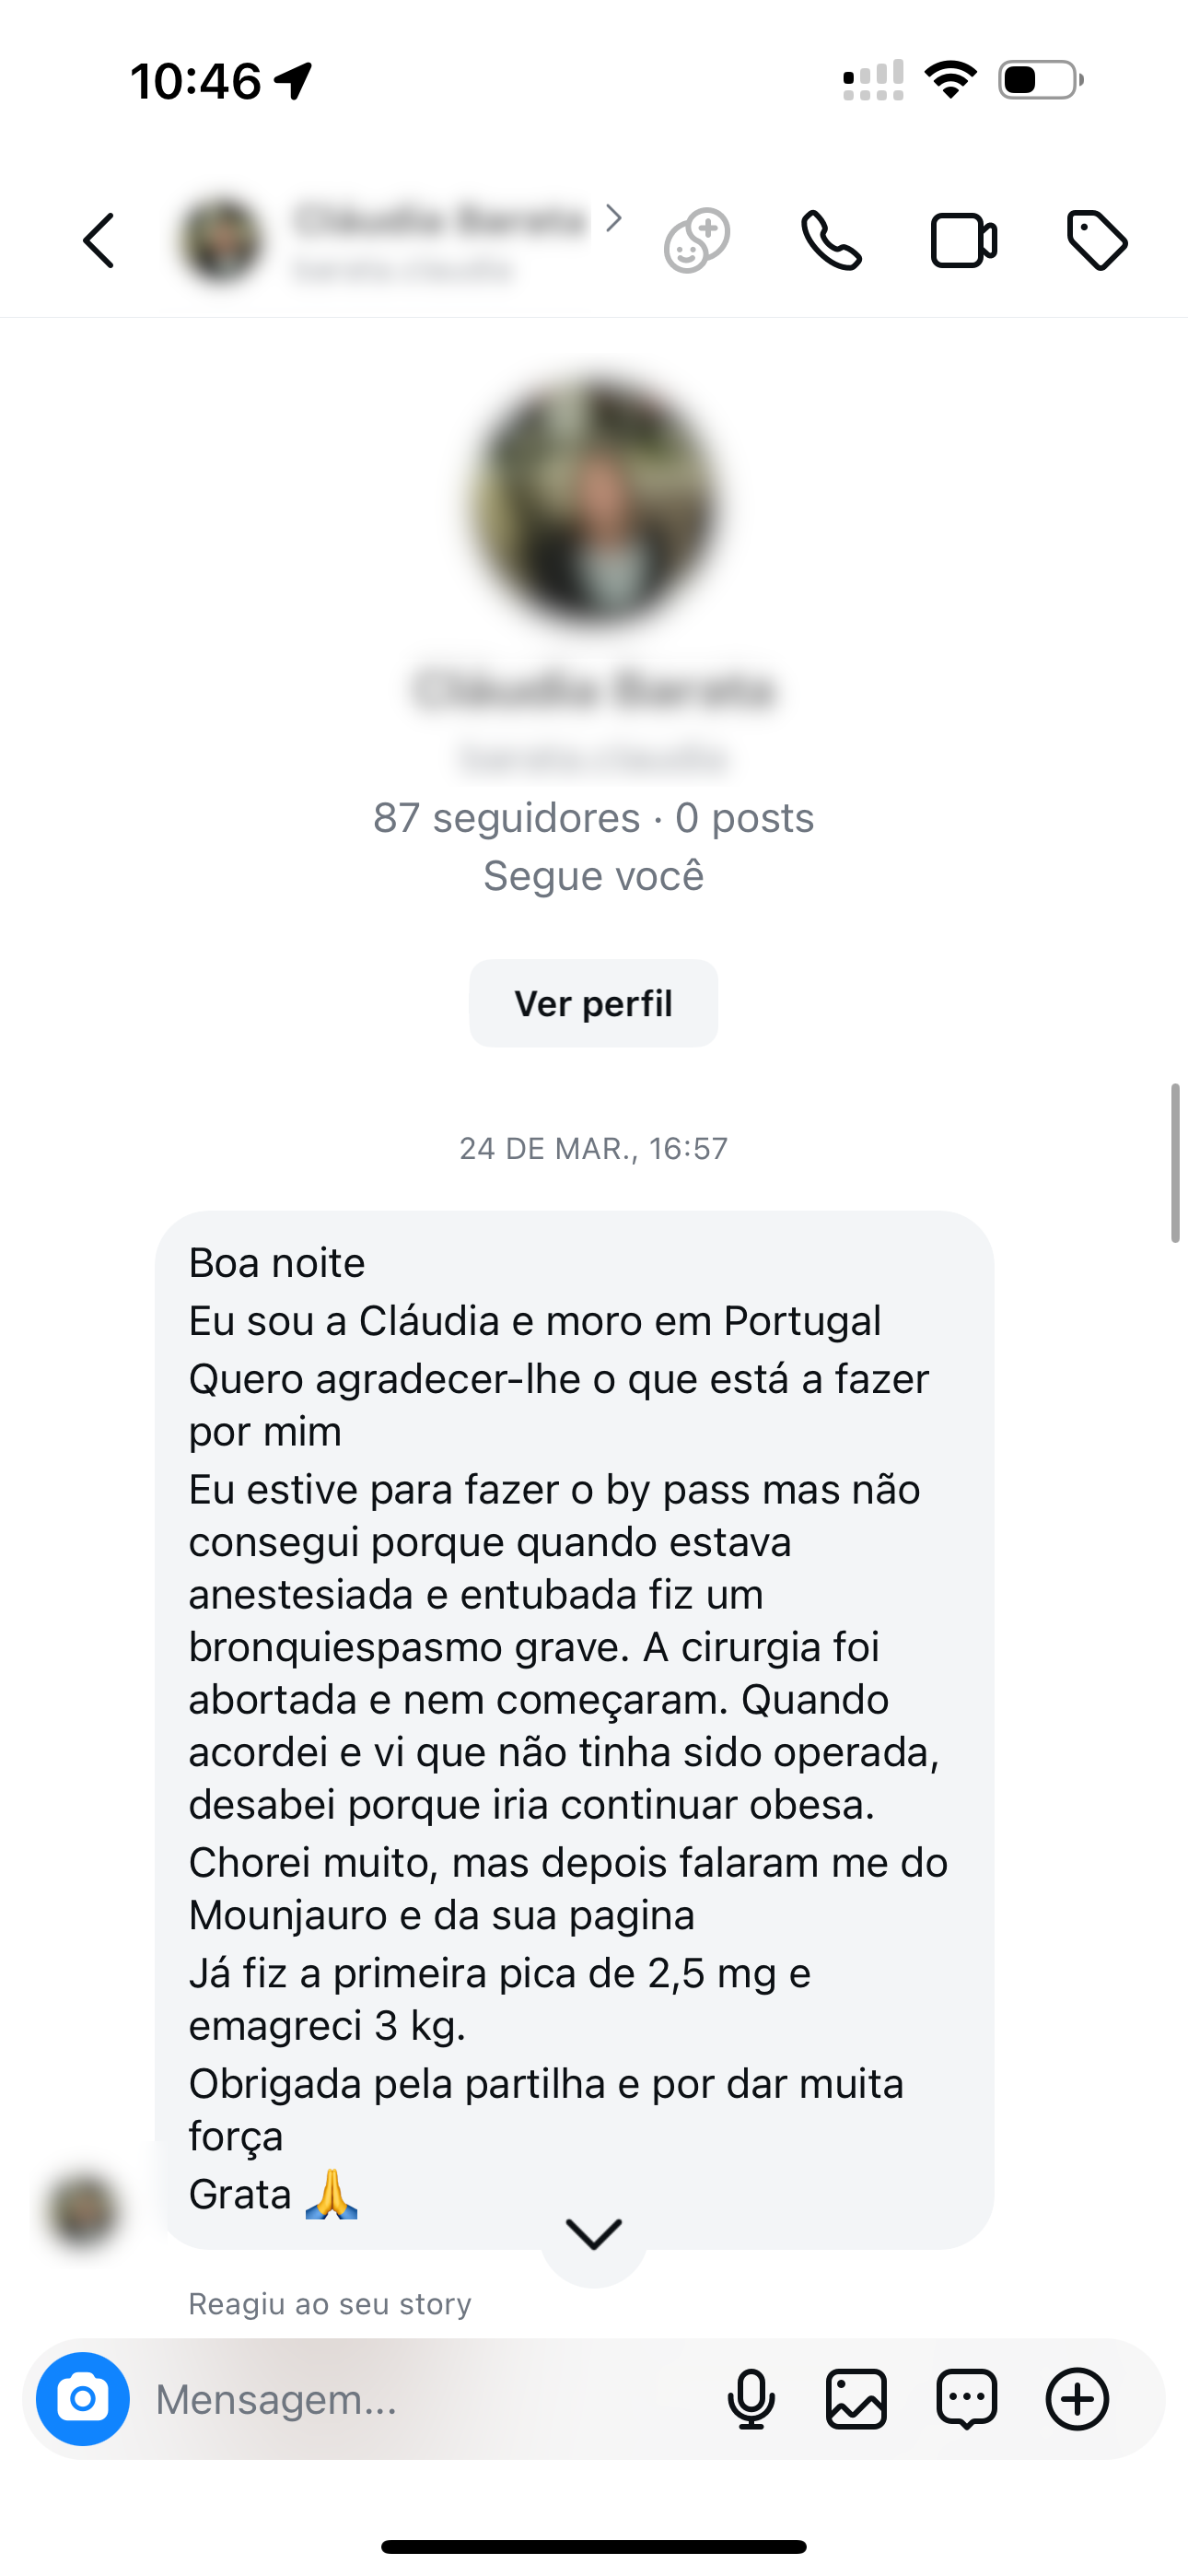 10:46
87 seguidores · 0 posts
Segue você
Ver perfil
24 DE MAR., 16:57
Boa noite
Eu sou a Cláudia e moro em Portugal
Quero agradecer-lhe o que está a fazer
por mim
Eu estive para fazer o by pass mas não
consegui porque quando estava
anestesiada e entubada fiz um
bronquiespasmo grave. A cirurgia foi
abortada e nem começaram. Quando
acordei e vi que não tinha sido operada,
desabei porque iria continuar obesa.
Chorei muito, mas depois falaram me do
Mounjauro e da sua pagina
Já fiz a primeira pica de 2,5 mg e
emagreci 3 kg.
Obrigada pela partilha e por dar muita
força
Grata 🙏
Reagiu ao seu story
Mensagem...